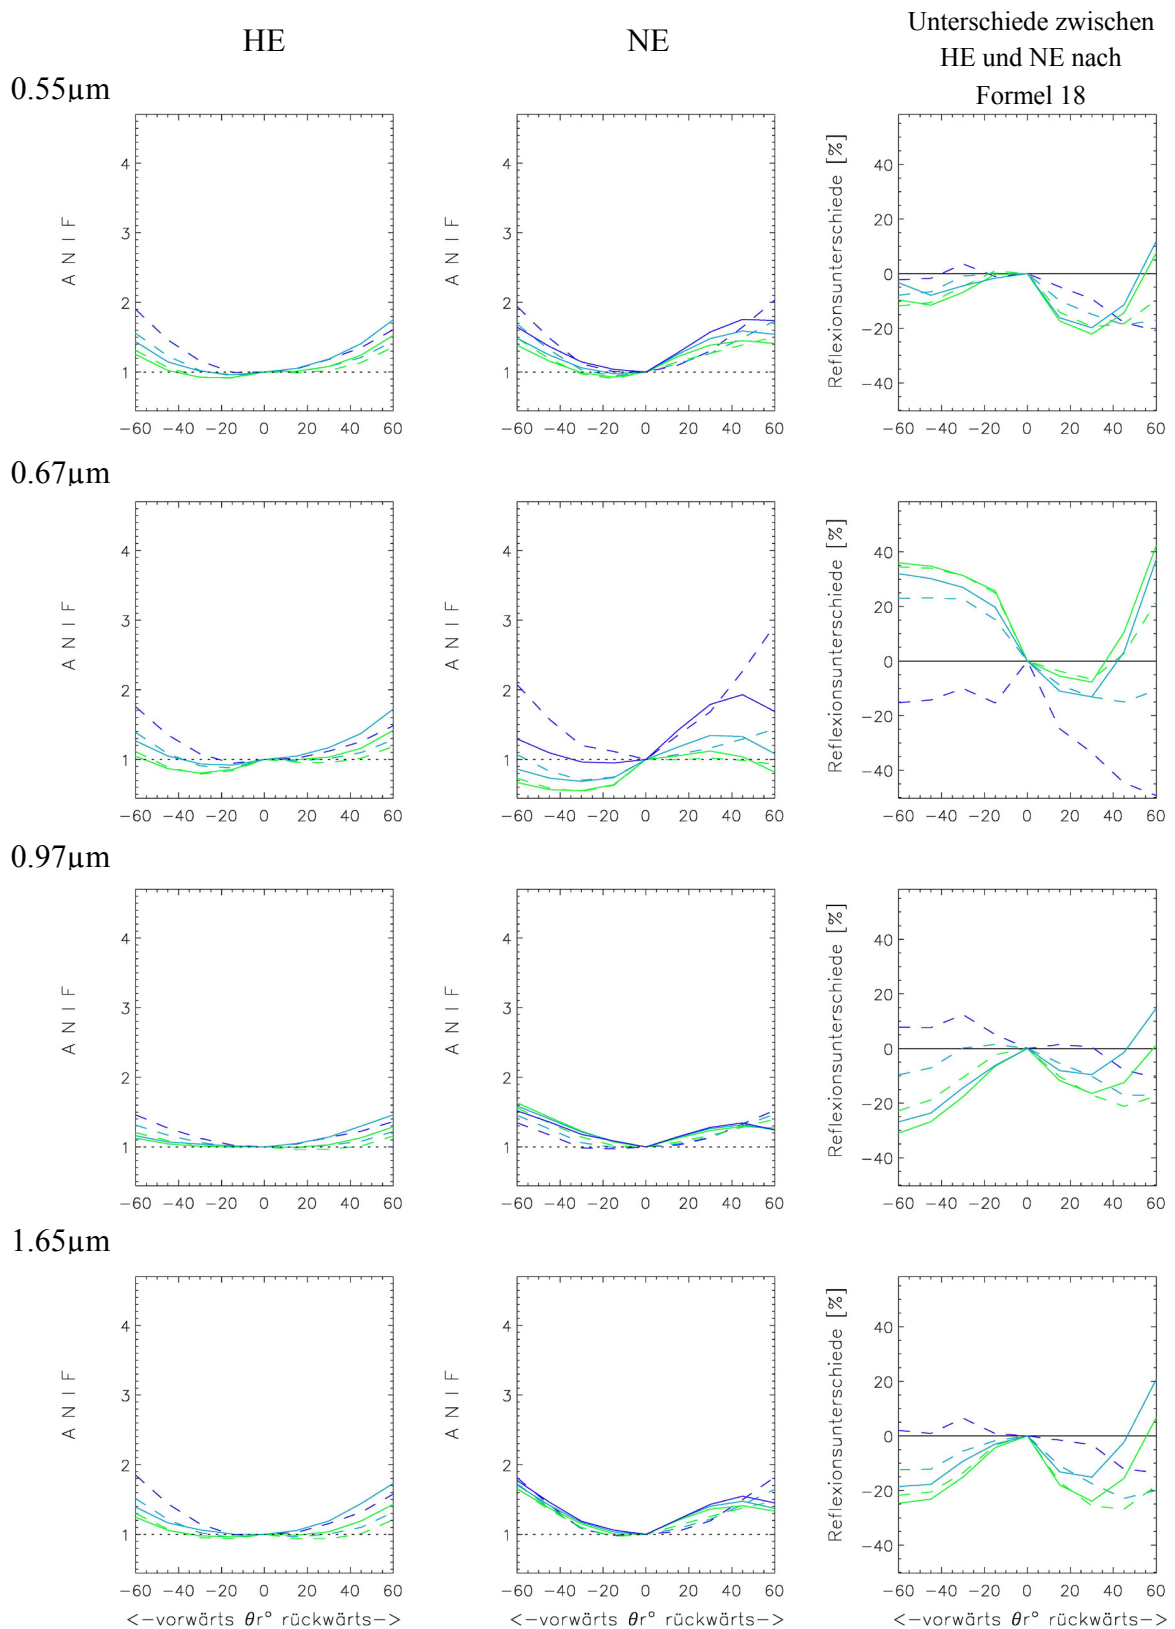 HE
NE
Unterschiede zwischen
HE und NE nach
Formel 18
0.55µm
A N I F
4
3
2
1
−60 −40 −20 0 20 40 60
A N I F
4
3
2
1
−60 −40 −20 0 20 40 60
Reflexionsunterschiede [%]
40
20
0
−20
−40
−60 −40 −20 0 20 40 60
0.67µm
A N I F
4
3
2
1
−60 −40 −20 0 20 40 60
A N I F
4
3
2
1
−60 −40 −20 0 20 40 60
Reflexionsunterschiede [%]
40
20
0
−20
−40
−60 −40 −20 0 20 40 60
0.97µm
A N I F
4
3
2
1
−60 −40 −20 0 20 40 60
A N I F
4
3
2
1
−60 −40 −20 0 20 40 60
Reflexionsunterschiede [%]
40
20
0
−20
−40
−60 −40 −20 0 20 40 60
1.65µm
A N I F
4
3
2
1
−60 −40 −20 0 20 40 60
<−vorwärts θr° rückwärts−>
A N I F
4
3
2
1
−60 −40 −20 0 20 40 60
<−vorwärts θr° rückwärts−>
Reflexionsunterschiede [%]
40
20
0
−20
−40
−60 −40 −20 0 20 40 60
<−vorwärts θr° rückwärts−>